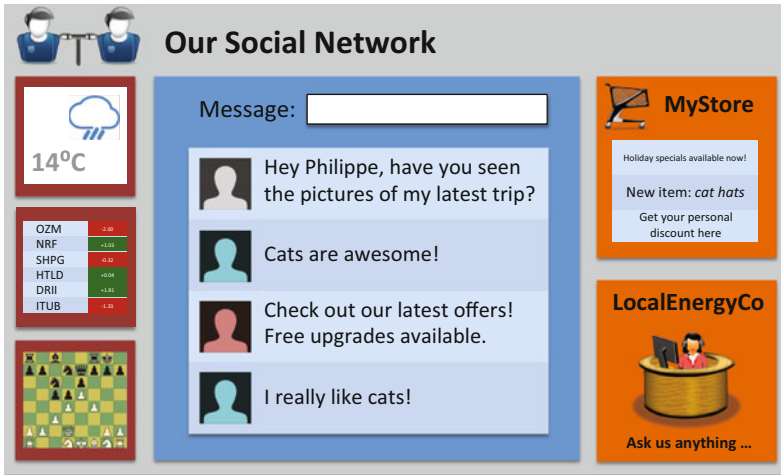 Our Social Network
14⁰C
OZM -2.00
NRF +1.03
SHPG -0.32
HTLD +0.04
DRII +1.81
ITUB -1.33
Message:
Hey Philippe, have you seen
the pictures of my latest trip?
Cats are awesome!
Check out our latest offers!
Free upgrades available.
I really like cats!
MyStore
Holiday specials available now!
New item: cat hats
Get your personal
discount here
LocalEnergyCo
Ask us anything ...